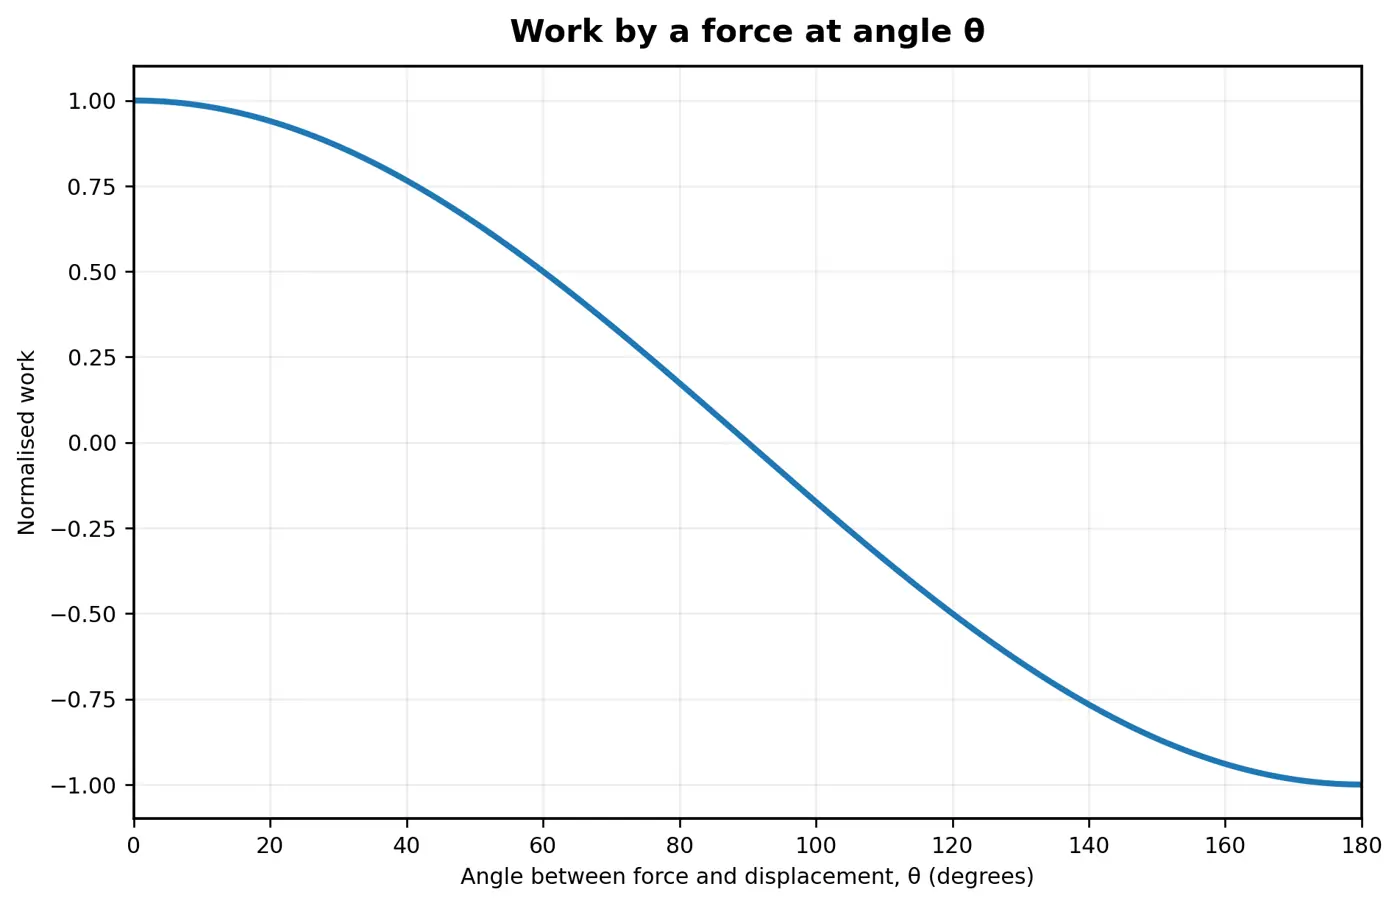 Work by a force at angle θ
1.00
0.75
0.50
0.25
0.00
−0.25
−0.50
−0.75
−1.00
Normalised work
0 20 40 60 80 100 120 140 160 180
Angle between force and displacement, θ (degrees)